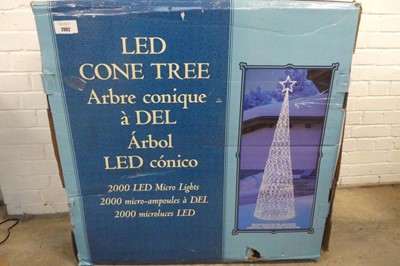 2002
LED
CONE TREE
Arbre conique
à DEL
Árbol
LED cónico
2000 LED Micro Lights
2000 micro-ampoules à DEL
2000 microluces LED